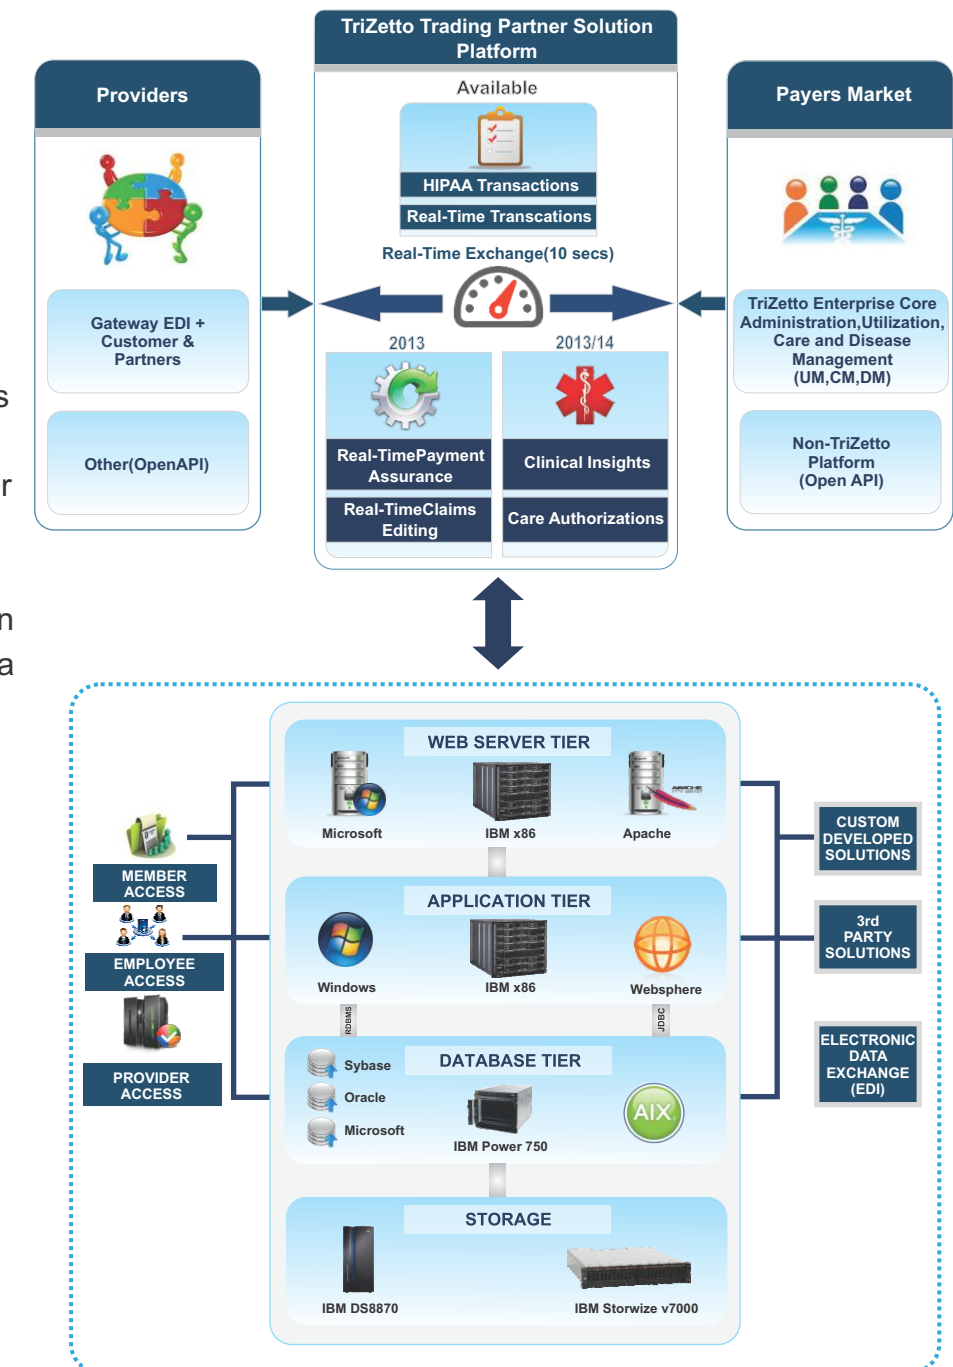 TriZetto Trading Partner Solution
Platform
Providers
Gateway EDI +
Customer &
Partners
Other(OpenAPI)
Available
HIPAA Transactions
Real-Time Transcations
Real-Time Exchange(10 secs)
2013
Real-TimePayment
Assurance
Real-TimeClaims
Editing
2013/14
Clinical Insights
Care Authorizations
Payers Market
TriZetto Enterprise Core
Administration,Utilization,
Care and Disease
Management
(UM,CM,DM)
Non-TriZetto
Platform
(Open API)
s
r
n
a
MEMBER
ACCESS
EMPLOYEE
ACCESS
PROVIDER
ACCESS
WEB SERVER TIER
Microsoft
IBM x86
APACHE
Apache
APPLICATION TIER
Windows
IBM x86
Websphere
RDBMS
JDBC
DATABASE TIER
Sybase
Oracle
Microsoft
IBM Power 750
AIX
STORAGE
IBM DS8870
IBM Storwize v7000
CUSTOM
DEVELOPED
SOLUTIONS
3rd
PARTY
SOLUTIONS
ELECTRONIC
DATA
EXCHANGE
(EDI)